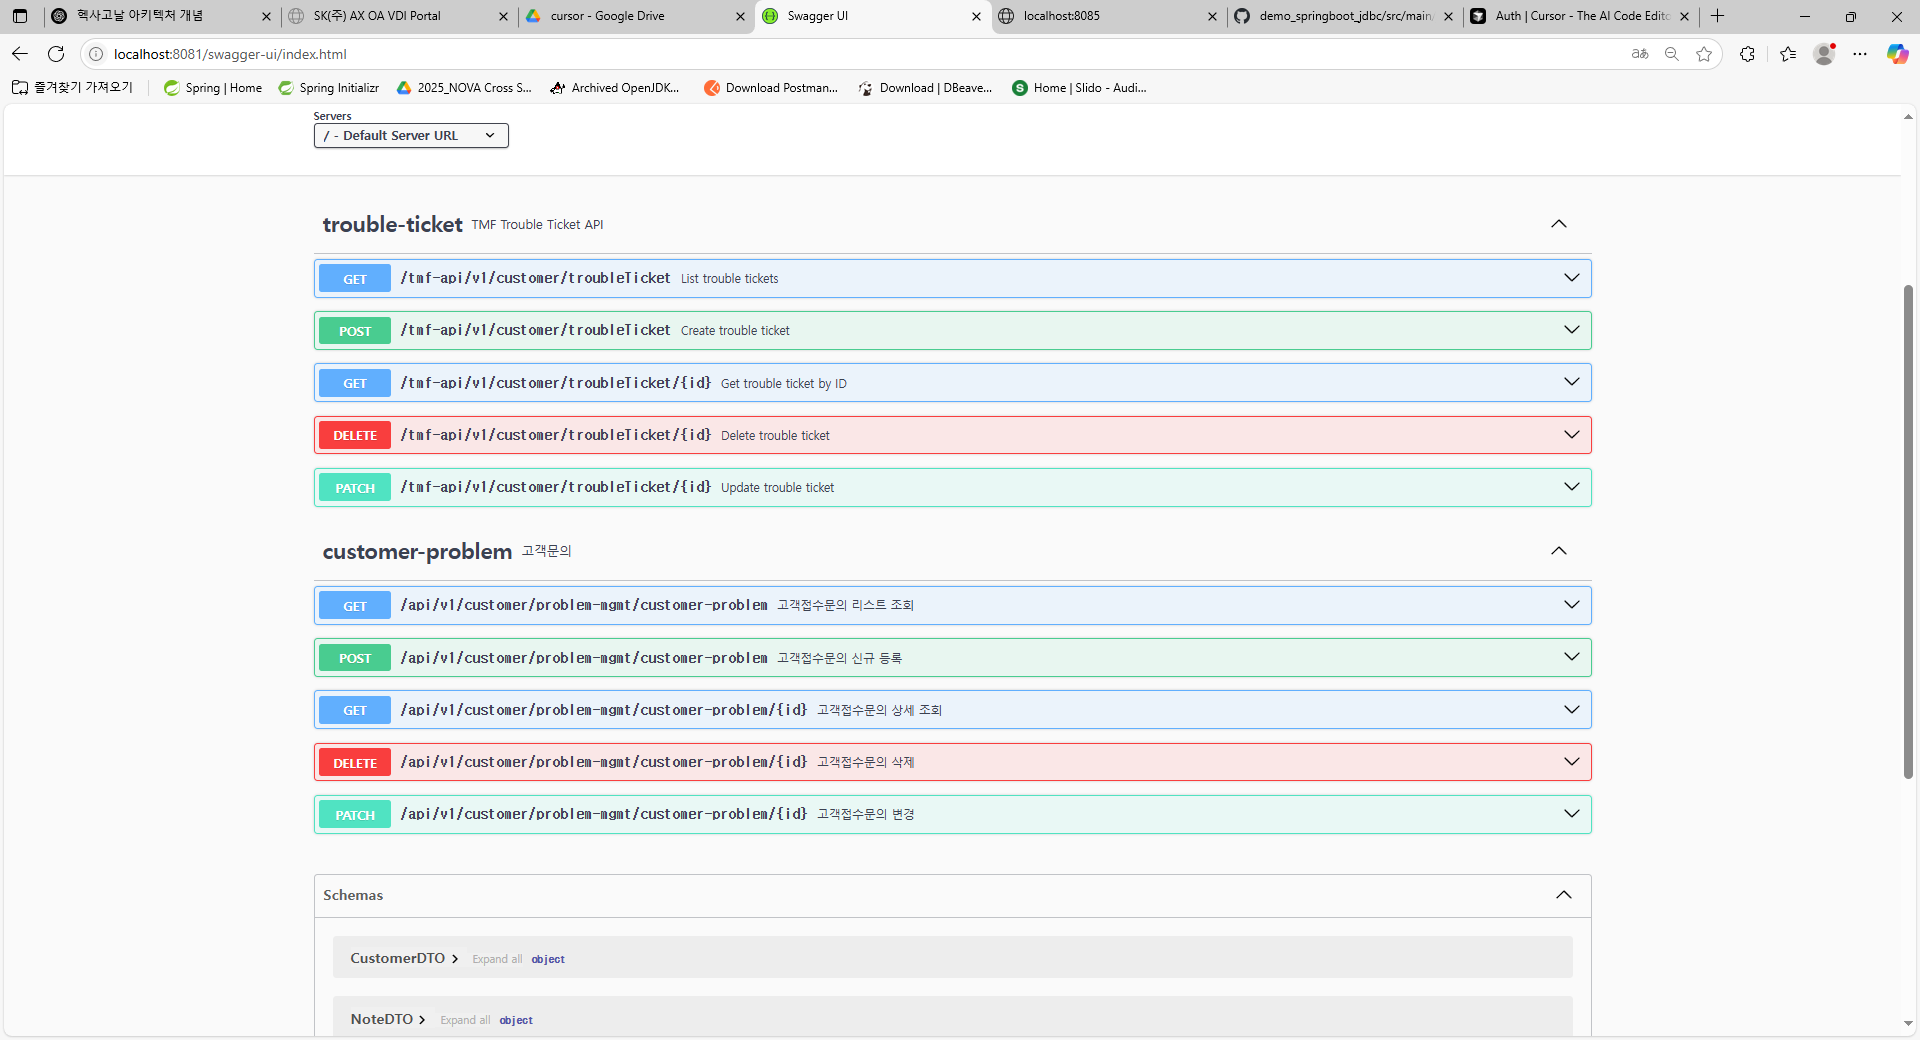 헥사고날 아키텍처 개념
SK(주) AX OA VDI Portal
cursor - Google Drive
Swagger UI
localhost:8085
demo_springboot_jdbc/src/main/
Auth | Cursor - The AI Code Edito
localhost:8081/swagger-ui/index.html
즐겨찾기 가져오기
Spring | Home
Spring Initializr
2025_NOVA Cross S...
Archived OpenJDK...
Download Postman...
Download | DBeave...
Home | Slido - Audi...
Servers
/ - Default Server URL
trouble-ticket TMF Trouble Ticket API
GET /tmf-api/v1/customer/troubleTicket List trouble tickets
POST /tmf-api/v1/customer/troubleTicket Create trouble ticket
GET /tmf-api/v1/customer/troubleTicket/{id} Get trouble ticket by ID
DELETE /tmf-api/v1/customer/troubleTicket/{id} Delete trouble ticket
PATCH /tmf-api/v1/customer/troubleTicket/{id} Update trouble ticket
customer-problem 고객문의
GET /api/v1/customer/problem-mgmt/customer-problem 고객접수문의 리스트 조회
POST /api/v1/customer/problem-mgmt/customer-problem 고객접수문의 신규 등록
GET /api/v1/customer/problem-mgmt/customer-problem/{id} 고객접수문의 상세 조회
DELETE /api/v1/customer/problem-mgmt/customer-problem/{id} 고객접수문의 삭제
PATCH /api/v1/customer/problem-mgmt/customer-problem/{id} 고객접수문의 변경
Schemas
CustomerDTO Expand all object
NoteDTO Expand all object